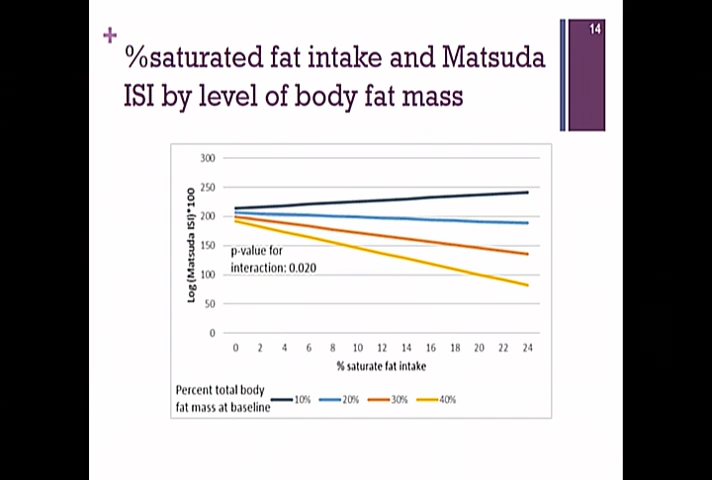 14
+
%saturated fat intake and Matsuda
ISI by level of body fat mass
300
250
200
150
100
50
0
Log (Matsuda ISI)*100
p-value for
interaction: 0.020
0 2 4 6 8 10 12 14 16 18 20 22 24
% saturate fat intake
Percent total body
fat mass at baseline
10% 20% 30% 40%